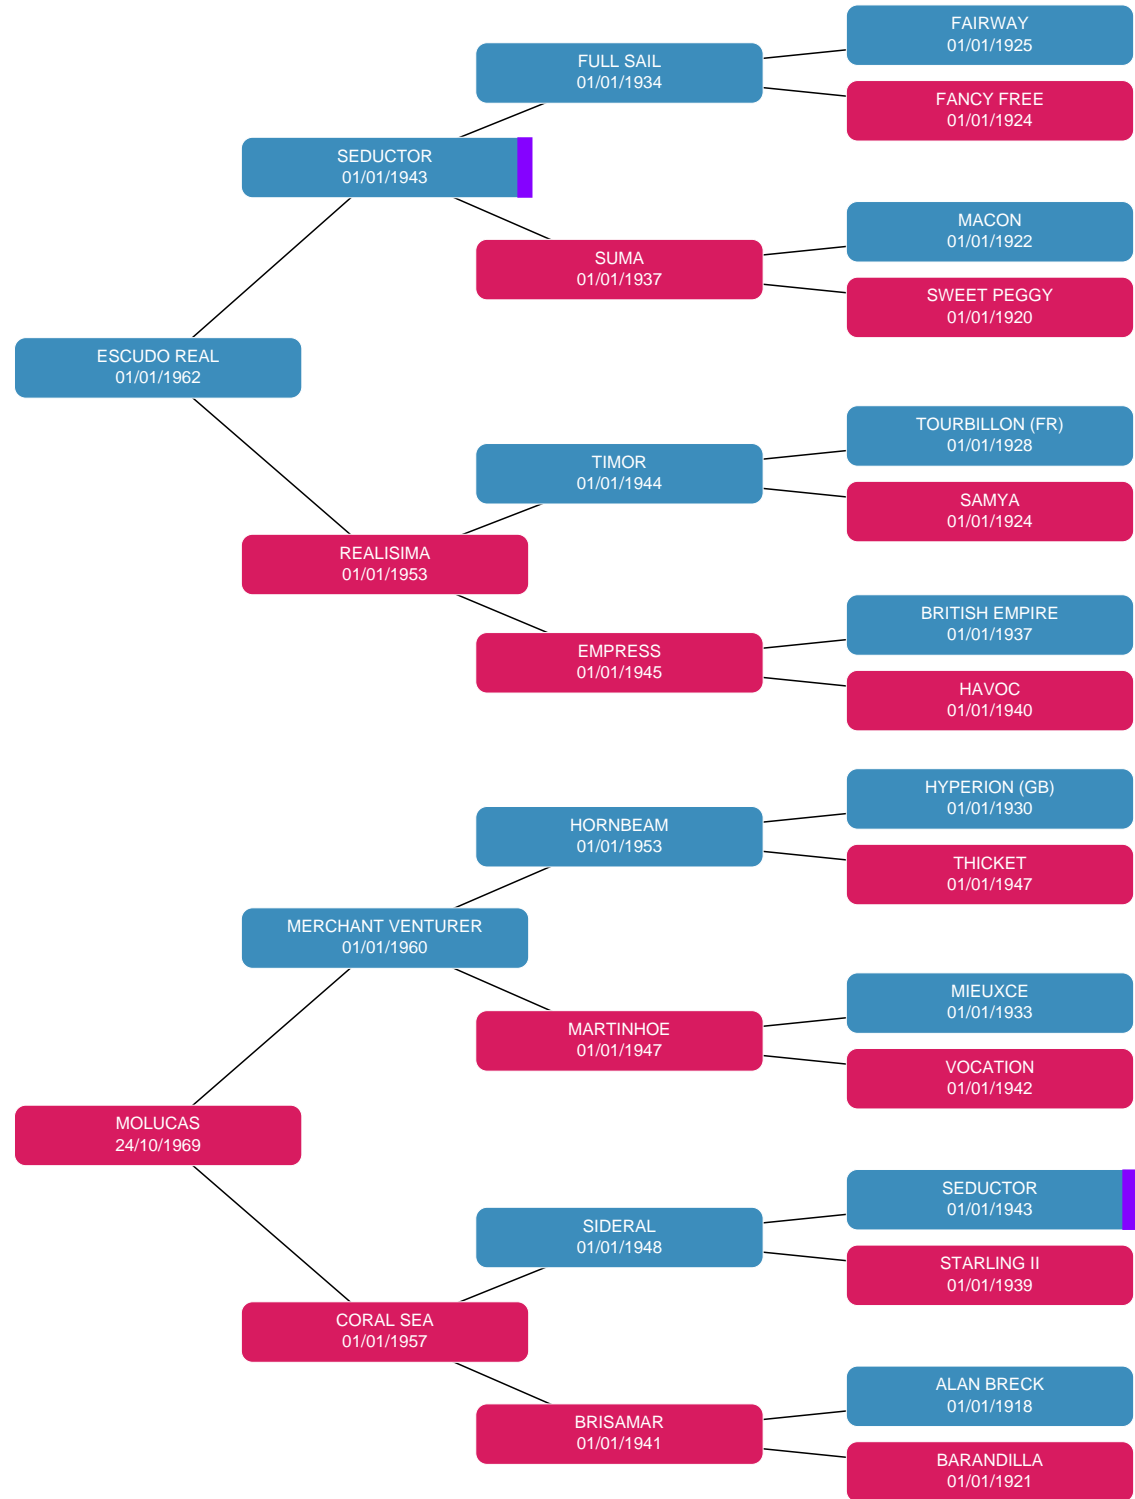 FAIRWAY
01/01/1925
FULL SAIL
01/01/1934
FANCY FREE
01/01/1924
SEDUCTOR
01/01/1943
MACON
01/01/1922
SUMA
01/01/1937
SWEET PEGGY
01/01/1920
ESCUDO REAL
01/01/1962
TOURBILLON (FR)
01/01/1928
TIMOR
01/01/1944
SAMYA
01/01/1924
REALISIMA
01/01/1953
BRITISH EMPIRE
01/01/1937
EMPRESS
01/01/1945
HAVOC
01/01/1940
HYPERION (GB)
01/01/1930
HORNBEAM
01/01/1953
THICKET
01/01/1947
MERCHANT VENTURER
01/01/1960
MIEUXCE
01/01/1933
MARTINHOE
01/01/1947
VOCATION
01/01/1942
MOLUCAS
24/10/1969
SEDUCTOR
01/01/1943
SIDERAL
01/01/1948
STARLING II
01/01/1939
CORAL SEA
01/01/1957
ALAN BRECK
01/01/1918
BRISAMAR
01/01/1941
BARANDILLA
01/01/1921